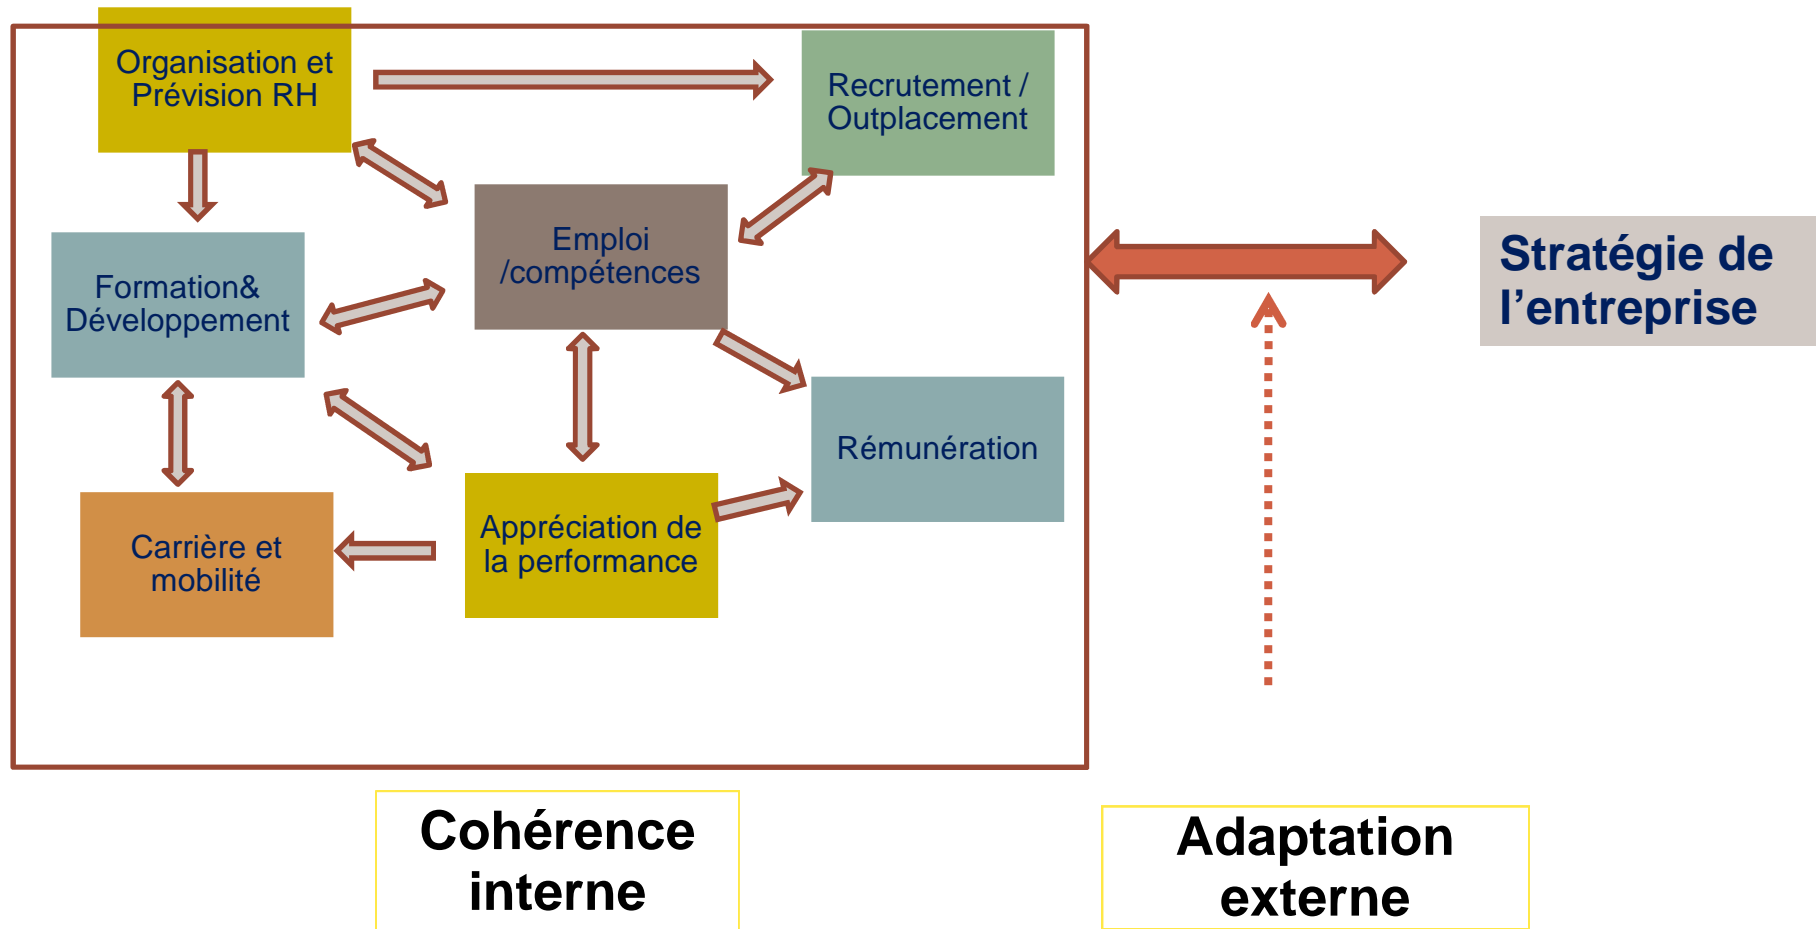 Organisation et
Prévision RH
Recrutement /
Outplacement
Emploi
/compétences
Formation&
Développement
Stratégie de
l’entreprise
Rémunération
Carrière et
mobilité
Appréciation de
la performance
Cohérence
interne
Adaptation
externe